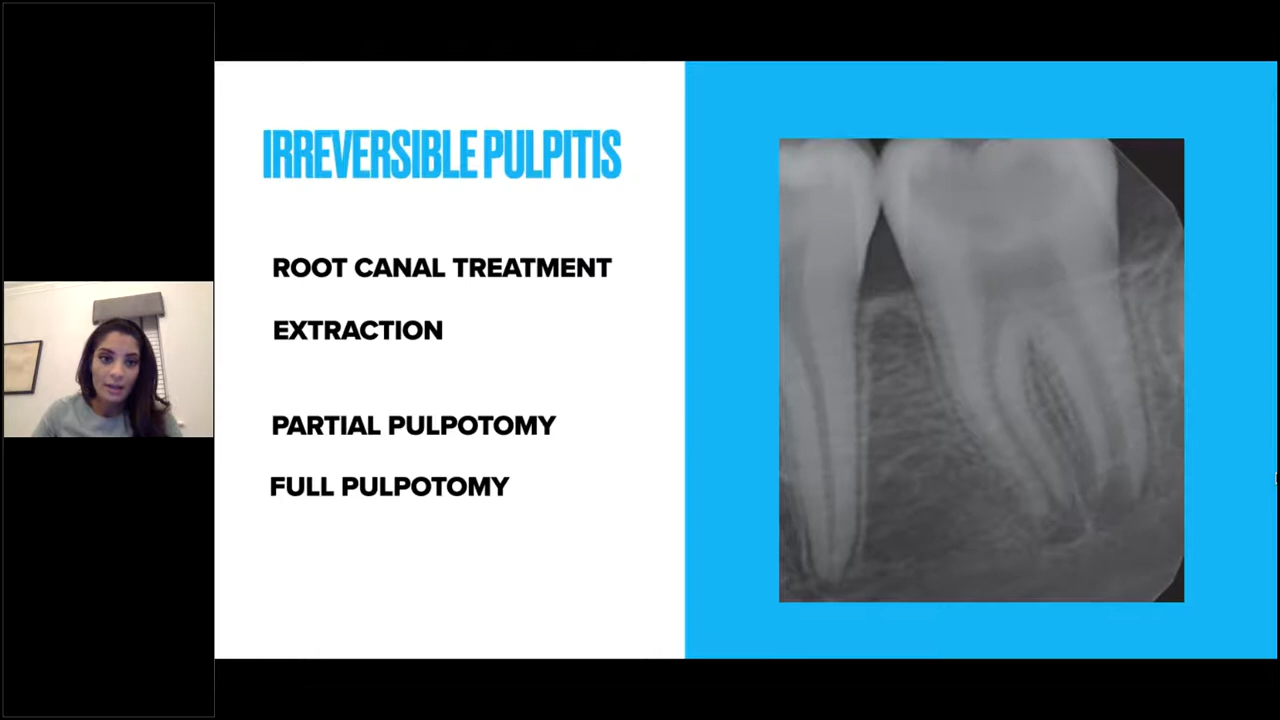 IRREVERSIBLE PULPITIS
ROOT CANAL TREATMENT
EXTRACTION
PARTIAL PULPOTOMY
FULL PULPOTOMY